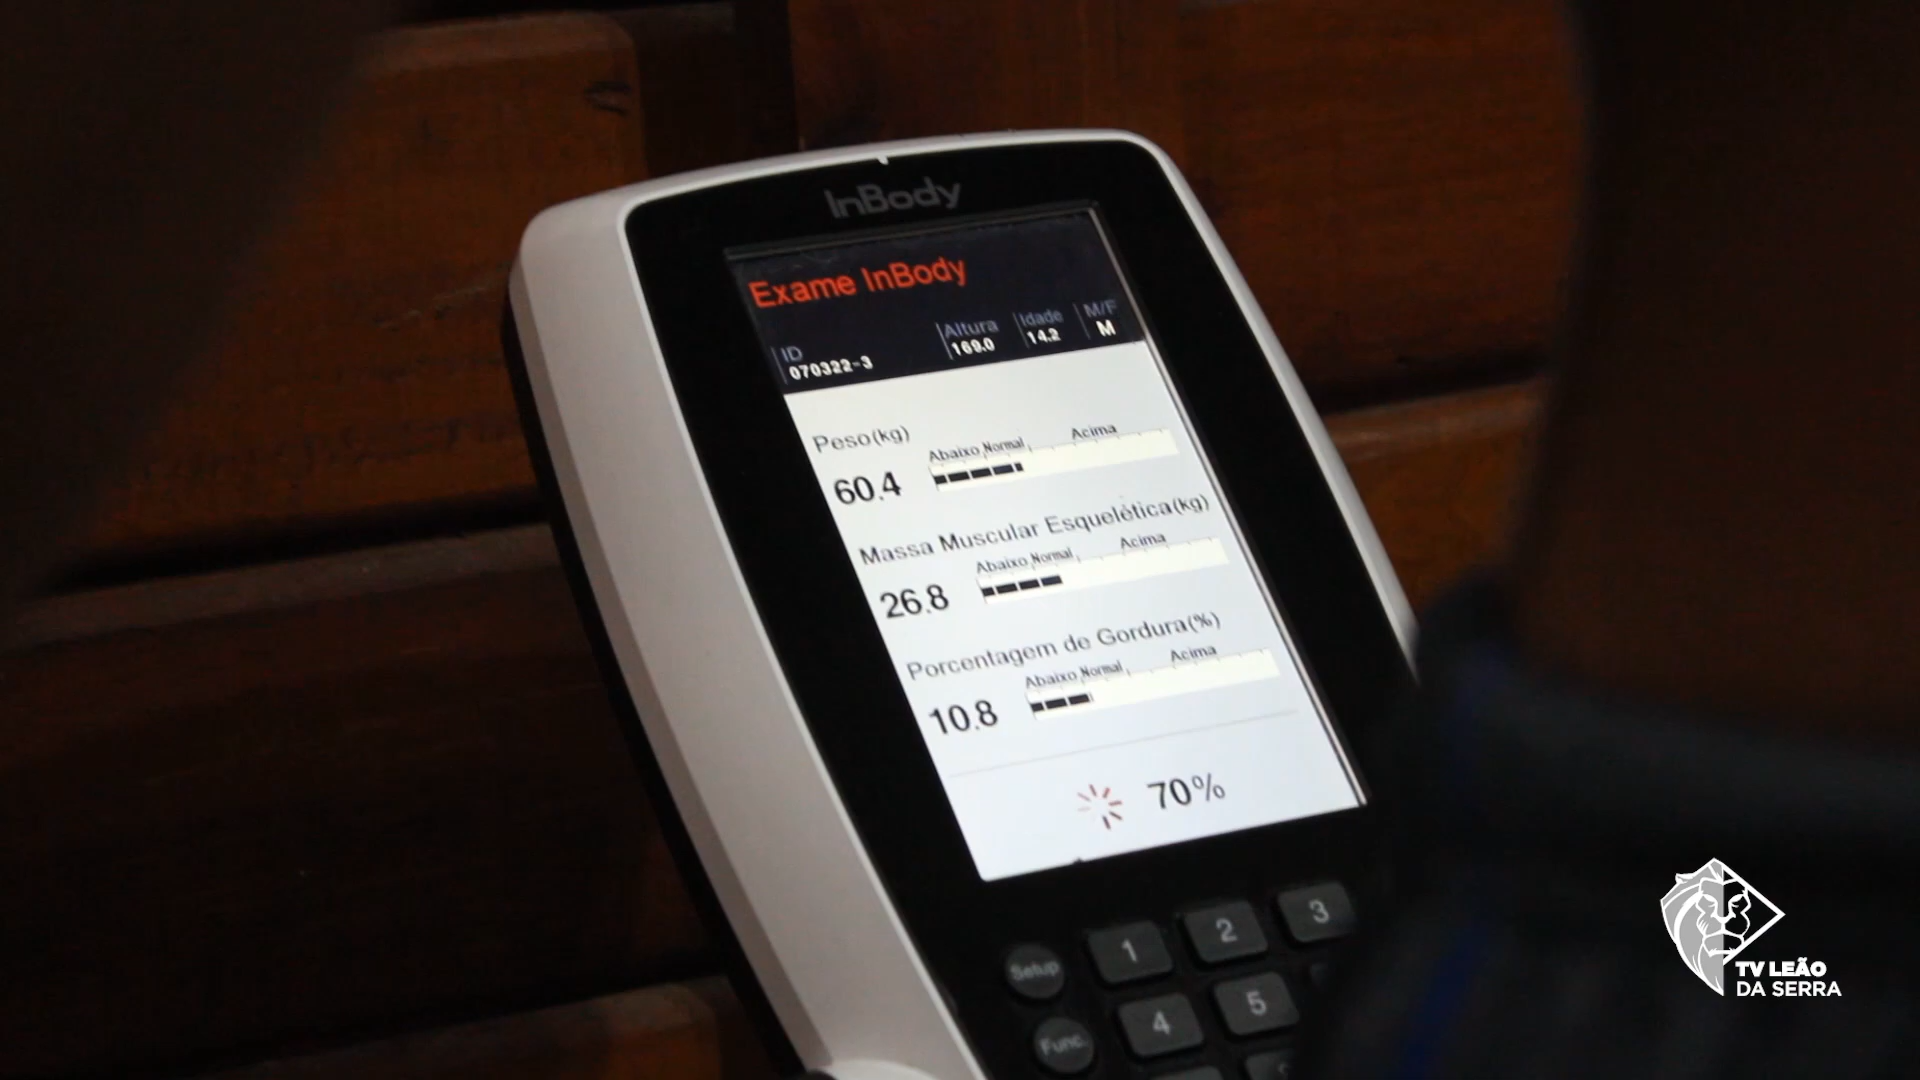 InBody
Exame InBody
ID Altura Idade M/F
070322-3 169.0 14.2 M
Peso(kg)
Abaixo Normal Acima
60.4
Massa Muscular Esquelética(kg)
Abaixo Normal Acima
26.8
Porcentagem de Gordura(%)
Abaixo Normal Acima
10.8
70%
1 2 3
Setup
4 5
Func.
TV LEÃO
DA SERRA